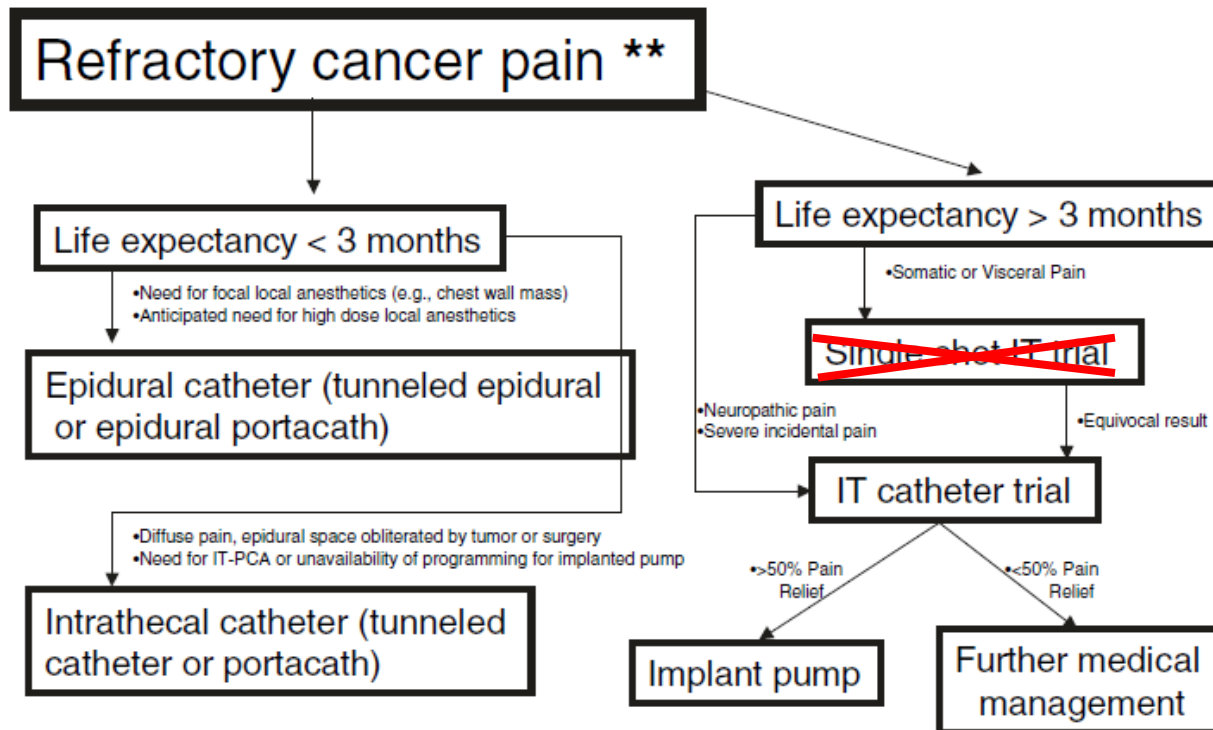 Refractory cancer pain **
Life expectancy < 3 months
•Need for focal local anesthetics (e.g., chest wall mass)
•Anticipated need for high dose local anesthetics
Epidural catheter (tunneled epidural
or epidural portacath)
•Diffuse pain, epidural space obliterated by tumor or surgery
•Need for IT-PCA or unavailability of programming for implanted pump
Intrathecal catheter (tunneled
catheter or portacath)
Life expectancy > 3 months
•Somatic or Visceral Pain
Single shot IT trial
•Neuropathic pain
•Severe incidental pain
•Equivocal result
IT catheter trial
•>50% Pain
Relief
•<50% Pain
Relief
Implant pump
Further medical
management